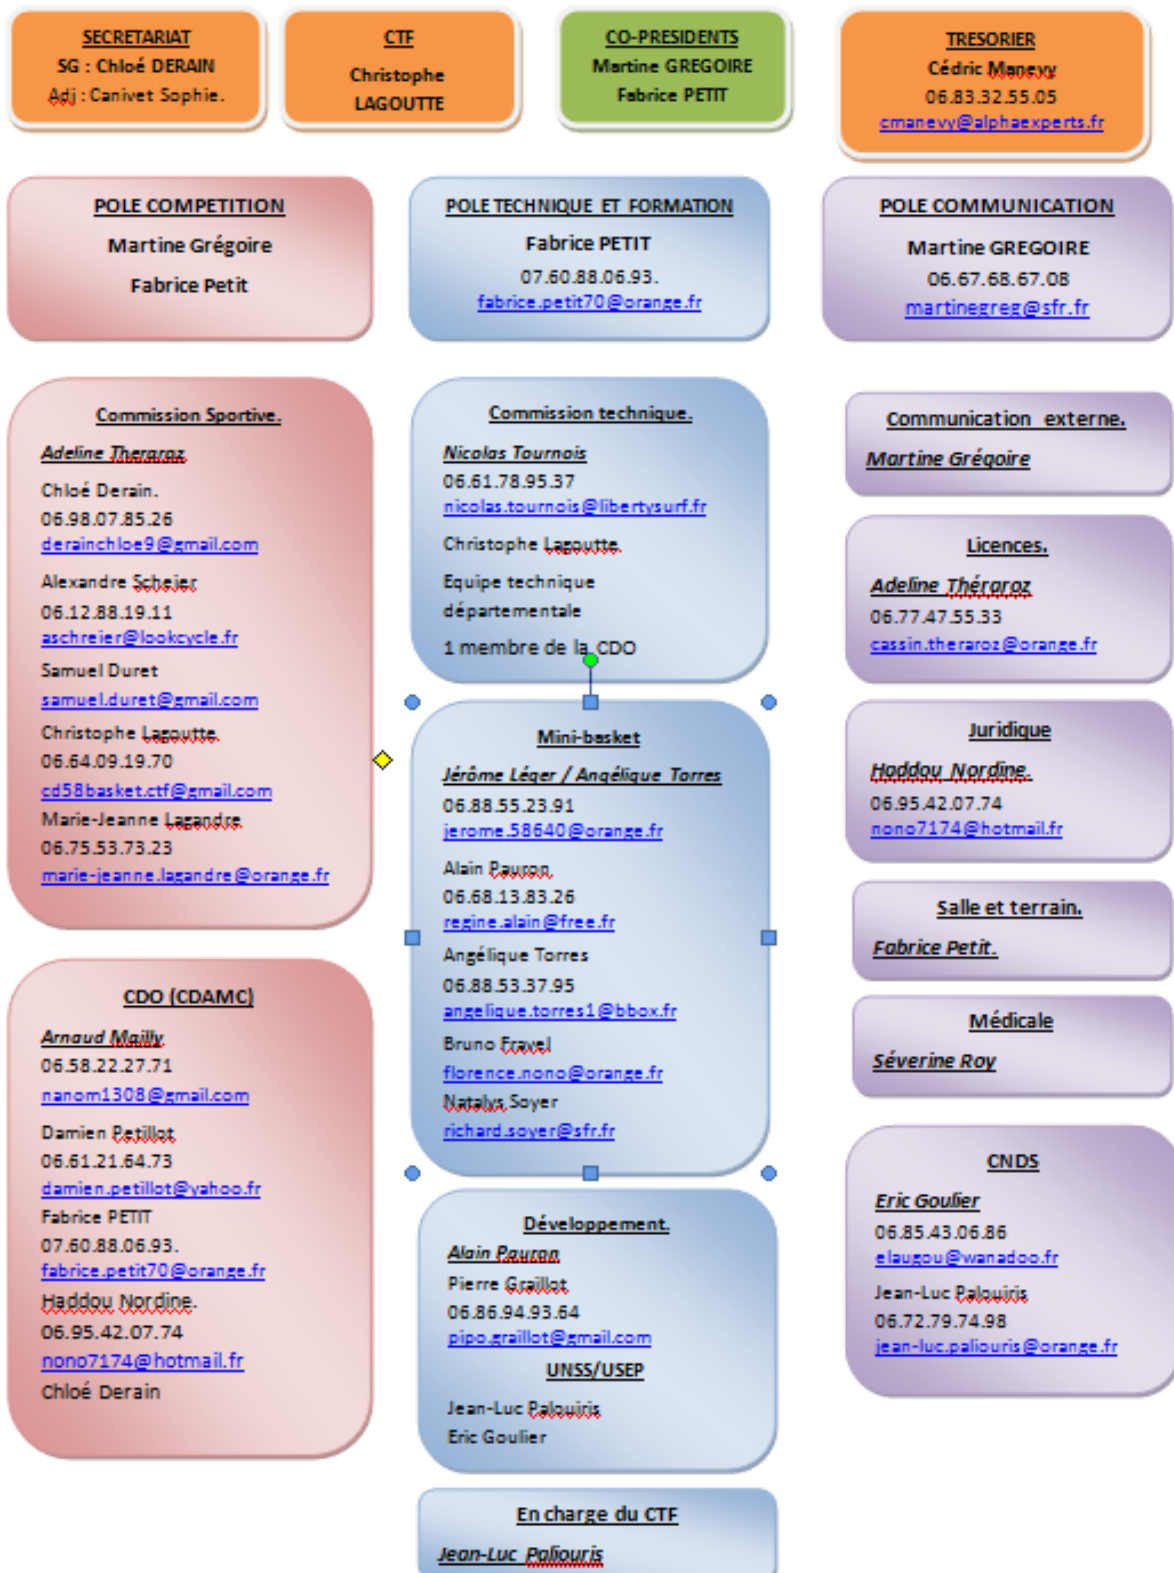 SECRETARIAT
SG : Chloé DERAIN
Adj : Canivet Sophie.
CTF
Christophe
LAGOUTTE
CO-PRESIDENTS
Martine GREGOIRE
Fabrice PETIT
TRESORIER
Cédric Manevy
06.83.32.55.05
cmanevy@alphaexperts.fr
POLE COMPETITION
Martine Grégoire
Fabrice Petit
POLE TECHNIQUE ET FORMATION
Fabrice PETIT
07.60.88.06.93.
fabrice.petit70@orange.fr
POLE COMMUNICATION
Martine GREGOIRE
06.67.68.67.08
martinegreg@sfr.fr
Commission Sportive.
Adeline Theraroz
Chloé Derain.
06.98.07.85.26
derainchloe9@gmail.com
Alexandre Scheier
06.12.88.19.11
aschreier@lookcycle.fr
Samuel Duret
samuel.duret@gmail.com
Christophe Lagoutte
06.64.09.19.70
cd58basket.ctf@gmail.com
Marie-Jeanne Lagandre
06.75.53.73.23
marie-jeanne.lagandre@orange.fr
CDO (CDAMC)
Arnaud Mailly
06.58.22.27.71
nanom1308@gmail.com
Damien Petillot
06.61.21.64.73
damien.petillot@yahoo.fr
Fabrice PETIT
07.60.88.06.93.
fabrice.petit70@orange.fr
Haddou Nordine.
06.95.42.07.74
nono7174@hotmail.fr
Chloé Derain
Commission technique.
Nicolas Tournois
06.61.78.95.37
nicolas.tournois@libertysurf.fr
Christophe Lagoutte
Equipe technique
départementale
1 membre de la CDO
Mini-basket
Jérôme Léger / Angélique Torres
06.88.55.23.91
jerome.58640@orange.fr
Alain Pauron
06.68.13.83.26
regine.alain@free.fr
Angélique Torres
06.88.53.37.95
angelique.torres1@bbox.fr
Bruno Fravel
florence.nono@orange.fr
Natalys Soyer
richard.soyer@sfr.fr
Développement.
Alain Pauron
Pierre Graillot
06.86.94.93.64
pipo.graillot@gmail.com
UNSS/USEP
Jean-Luc Palouiris
Eric Goulier
En charge du CTF
Jean-Luc Paliouris
Communication externe.
Martine Grégoire
Licences.
Adeline Théraroz
06.77.47.55.33
cassin.theraroz@orange.fr
Juridique
Haddou Nordine.
06.95.42.07.74
nono7174@hotmail.fr
Salle et terrain.
Fabrice Petit.
Médicale
Séverine Roy
CNDS
Eric Goulier
06.85.43.06.86
elaugou@wanadoo.fr
Jean-Luc Palouiris
06.72.79.74.98
jean-luc.paliouris@orange.fr